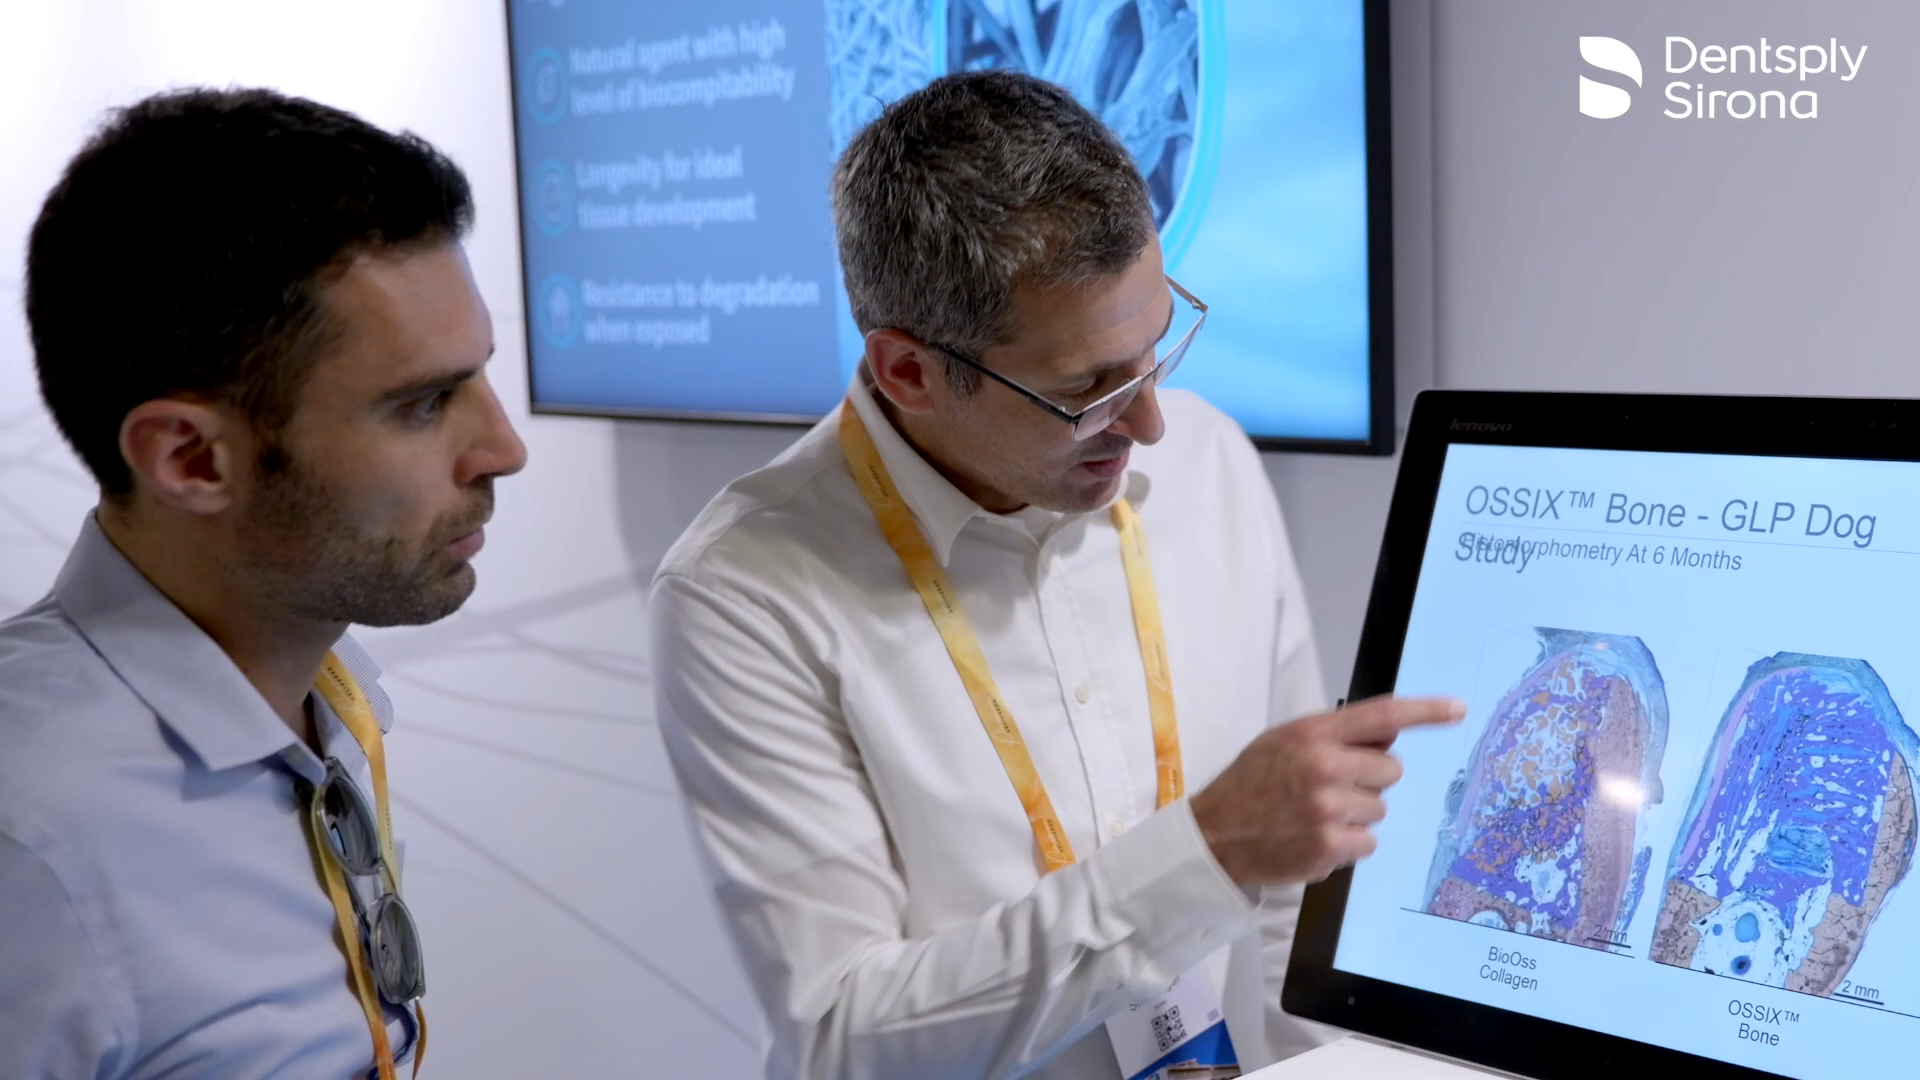 Natural agent with high
level of biocompitability
Longevity for ideal
tissue development
Resistance to degradation
when exposed
Dentsply
Sirona
lenovo
OSSIX™ Bone - GLP Dog
Study
Histomorphometry At 6 Months
2 mm
BioOss
Collagen
2 mm
OSSIX™
Bone